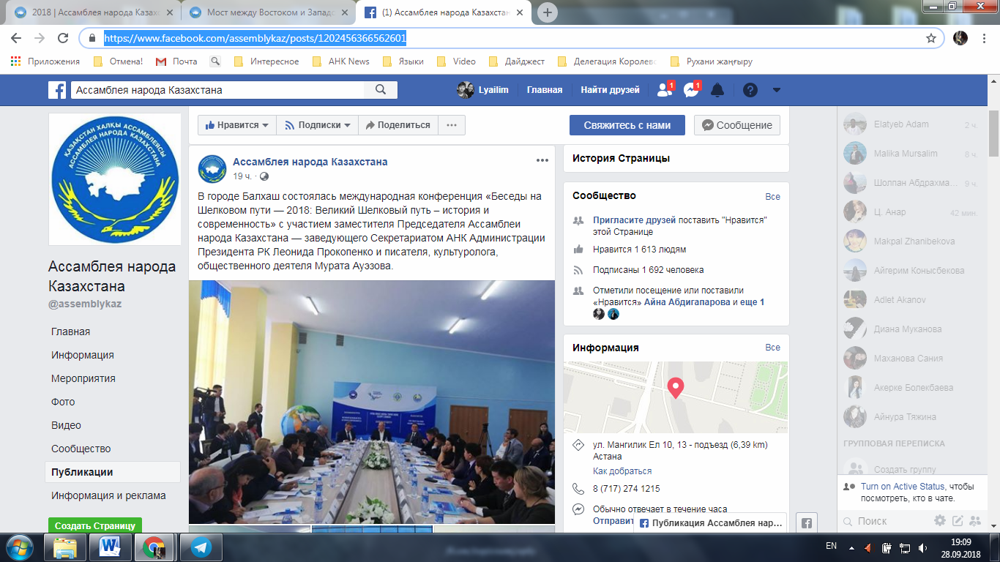 2018 | Ассамблея народа Казахс
Мост между Востоком и Западо
(1) Ассамблея народа Казахстан
https://www.facebook.com/assemblykaz/posts/1202456366562601
Приложения
Отмена!
Почта
Интересное
АНК News
Языки
Video
Дайджест
Делегация Королевс
Рухани жаңғыру
Ассамблея народа Казахстана
Lyailim
Главная
Найти друзей
1
1
ҚАЗАҚСТАН ХАЛҚЫ АССАМБЛЕЯСЫ
АССАМБЛЕЯ НАРОДА КАЗАХСТАНА
Ассамблея народа
Казахстана
@assemblykaz
Главная
Информация
Мероприятия
Фото
Видео
Сообщество
Публикации
Информация и реклама
Создать Страницу
Нравится
Подписки
Поделиться
Свяжитесь с нами
Сообщение
Ассамблея народа Казахстана
19 ч. ·
В городе Балхаш состоялась международная конференция «Беседы на
Шелковом пути — 2018: Великий Шелковый путь – история и
современность» с участием заместителя Председателя Ассамблеи
народа Казахстана — заведующего Секретариатом АНК Администрации
Президента РК Леонида Прокопенко и писателя, культуролога,
общественного деятеля Мурата Ауэзова.
История Страницы
Сообщество
Все
Пригласите друзей поставить "Нравится"
этой Странице
Нравится 1 613 людям
Подписаны 1 692 человека
Отметили посещение или поставили
«Нравится» Айна Абдигапарова и еще 1
Информация
Все
ул. Мангилик Ел 10, 13 - подъезд (6,39 km)
Астана
Как добраться
8 (717) 274 1215
Обычно отвечает в течение часа
Отправит
Публикация Ассамблея нар...
Elatyeb Adam 2 ч.
Malika Mursalim 8 ч.
Шолпан Абдрахма... 9 ч.
Ц. Анар 42 мин.
Makpal Zhanibekova
Айгерим Конысбекова
Adlet Akanov
Диана Муканова
Маханова Сания
Акерке Болекбаева
Айнура Тяжина
ГРУППОВАЯ ПЕРЕПИСКА
Создать группу
Turn on Active Status, чтобы
посмотреть, кто в чате.
Поиск
EN
19:09
28.09.2018